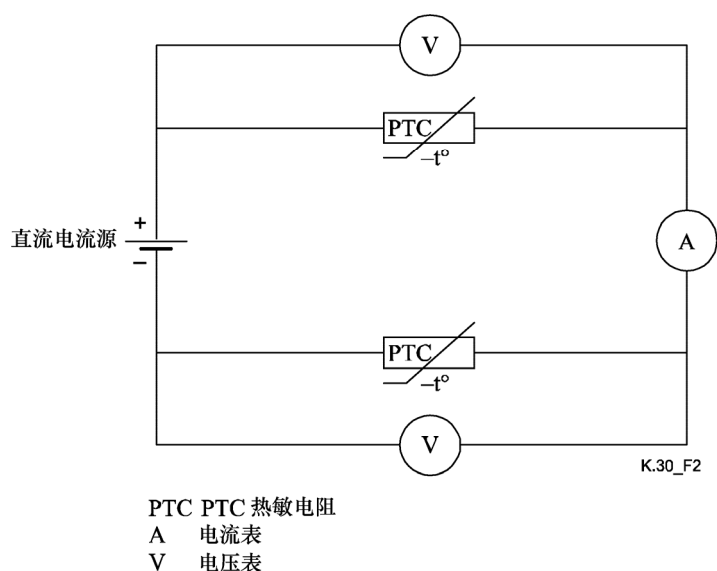 V
PTC
–t°
直流电流源
+
–
A
PTC
–t°
V
K.30_F2
PTC PTC 热敏电阻
A 电流表
V 电压表